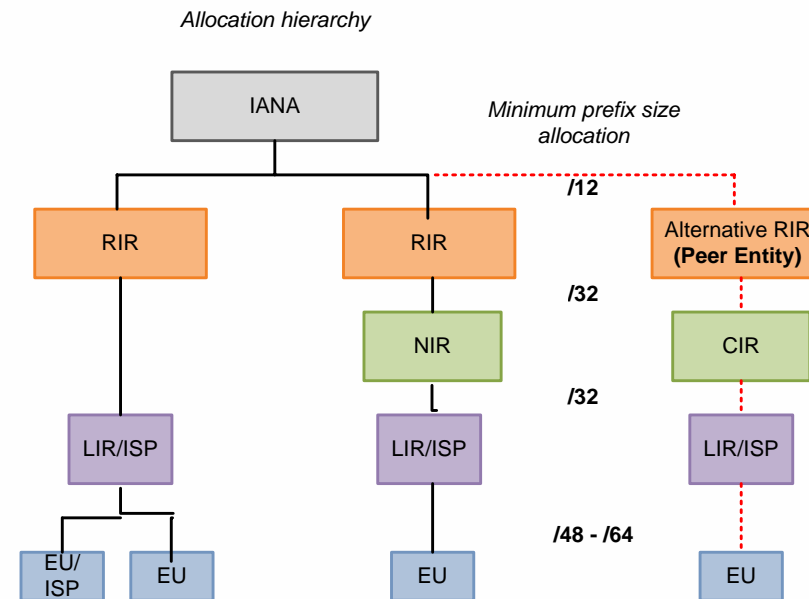 Allocation hierarchy
IANA
Minimum prefix size
allocation
/12
RIR
RIR
Alternative RIR
(Peer Entity)
/32
NIR
CIR
/32
LIR/ISP
LIR/ISP
LIR/ISP
/48 - /64
EU/
ISP
EU
EU
EU